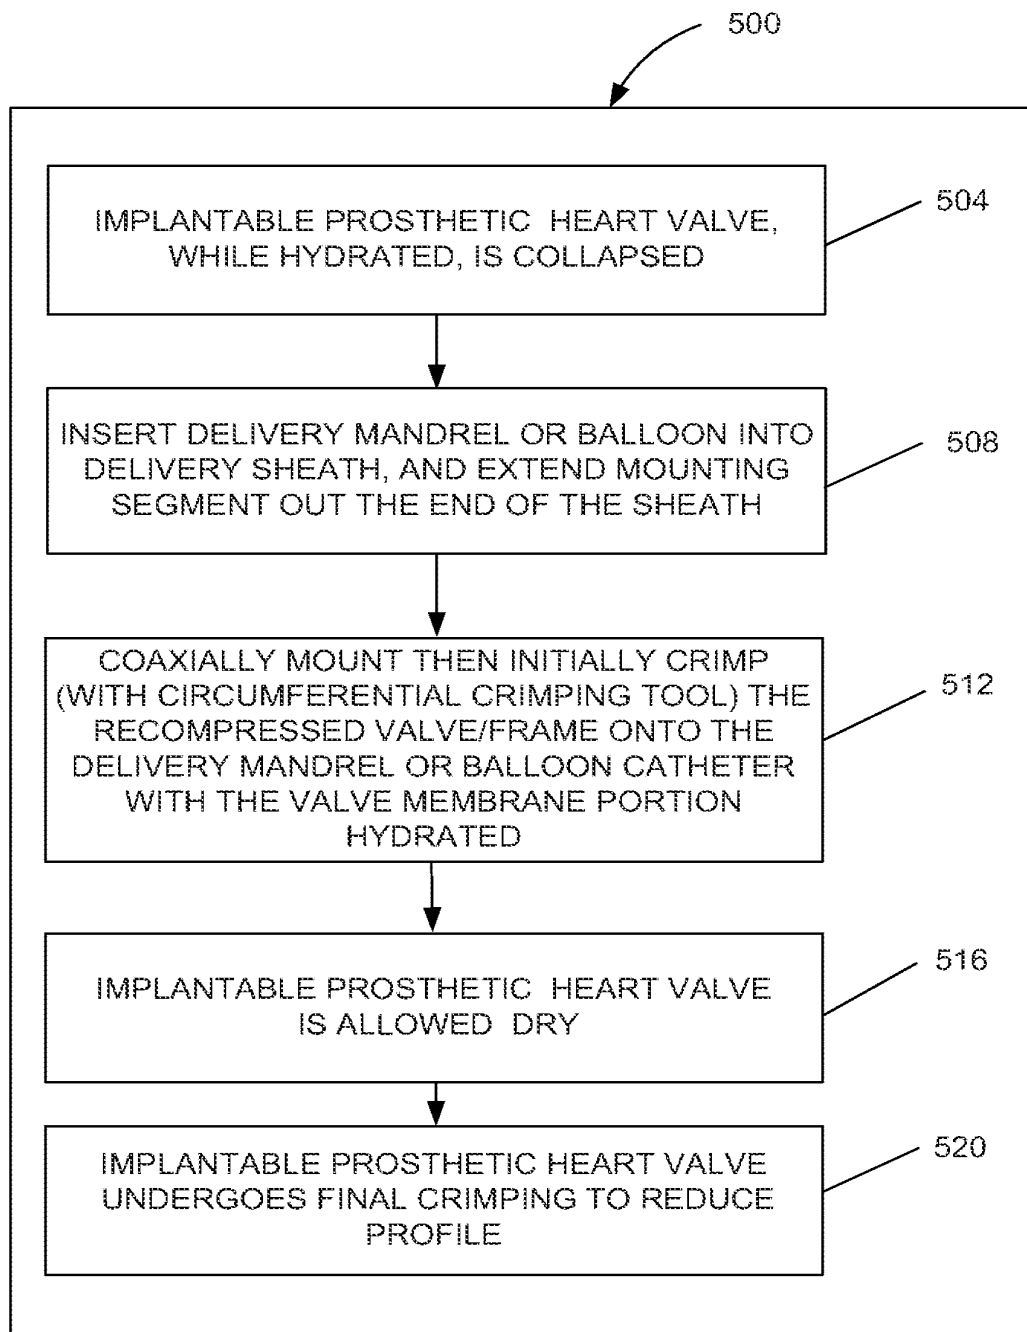 500
IMPLANTABLE PROSTHETIC HEART VALVE,
WHILE HYDRATED, IS COLLAPSED
504
INSERT DELIVERY MANDREL OR BALLOON INTO
DELIVERY SHEATH, AND EXTEND MOUNTING
SEGMENT OUT THE END OF THE SHEATH
508
COAXIALLY MOUNT THEN INITIALLY CRIMP
(WITH CIRCUMFERENTIAL CRIMPING TOOL) THE
RECOMPRESSED VALVE/FRAME ONTO THE
DELIVERY MANDREL OR BALLOON CATHETER
WITH THE VALVE MEMBRANE PORTION
HYDRATED
512
IMPLANTABLE PROSTHETIC HEART VALVE
IS ALLOWED DRY
516
IMPLANTABLE PROSTHETIC HEART VALVE
UNDERGOES FINAL CRIMPING TO REDUCE
PROFILE
520